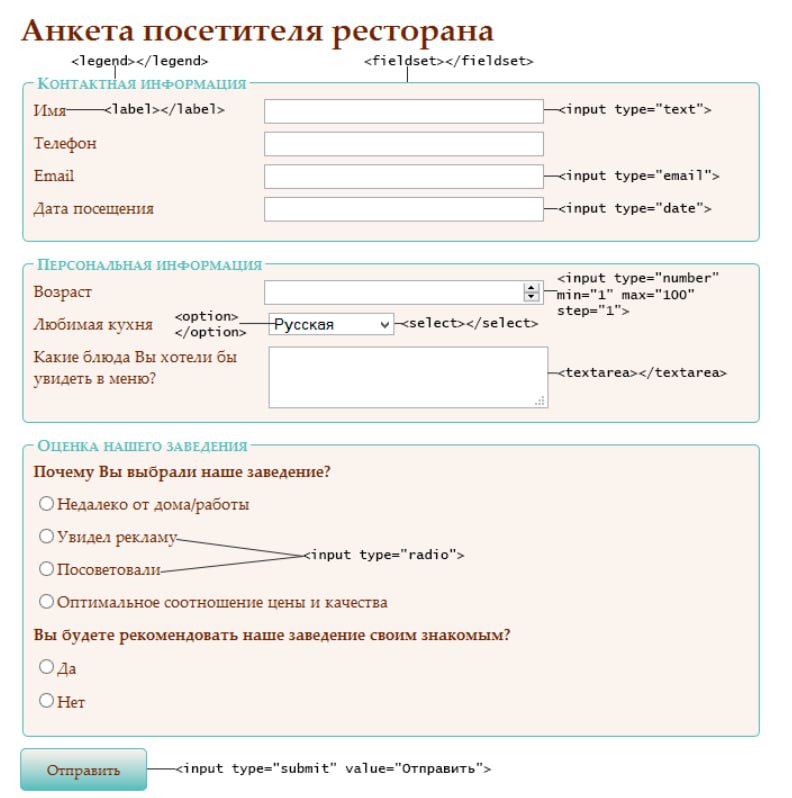 Анкета посетителя ресторана
<legend></legend> <fieldset></fieldset>
Контактная информация
Имя <label></label> <input type="text">
Телефон
Email <input type="email">
Дата посещения <input type="date">
Персональная информация
Возраст <input type="number"
min="1" max="100"
step="1">
Любимая кухня <option>
</option> Русская <select></select>
Какие блюда Вы хотели бы
увидеть в меню? <textarea></textarea>
Оценка нашего заведения
Почему Вы выбрали наше заведение?
Недалеко от дома/работы
Увидел рекламу
<input type="radio">
Посоветовали
Оптимальное соотношение цены и качества
Вы будете рекомендовать наше заведение своим знакомым?
Да
Нет
Отправить <input type="submit" value="Отправить">